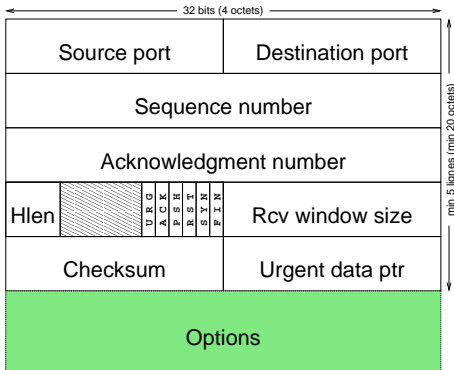 32 bits (4 octets)
Source port
Destination port
Sequence number
Acknowledgment number
Hlen
URG
ACK
PSH
RST
SYN
FIN
Rcv window size
Checksum
Urgent data ptr
Options
min 5 lignes (min 20 octets)